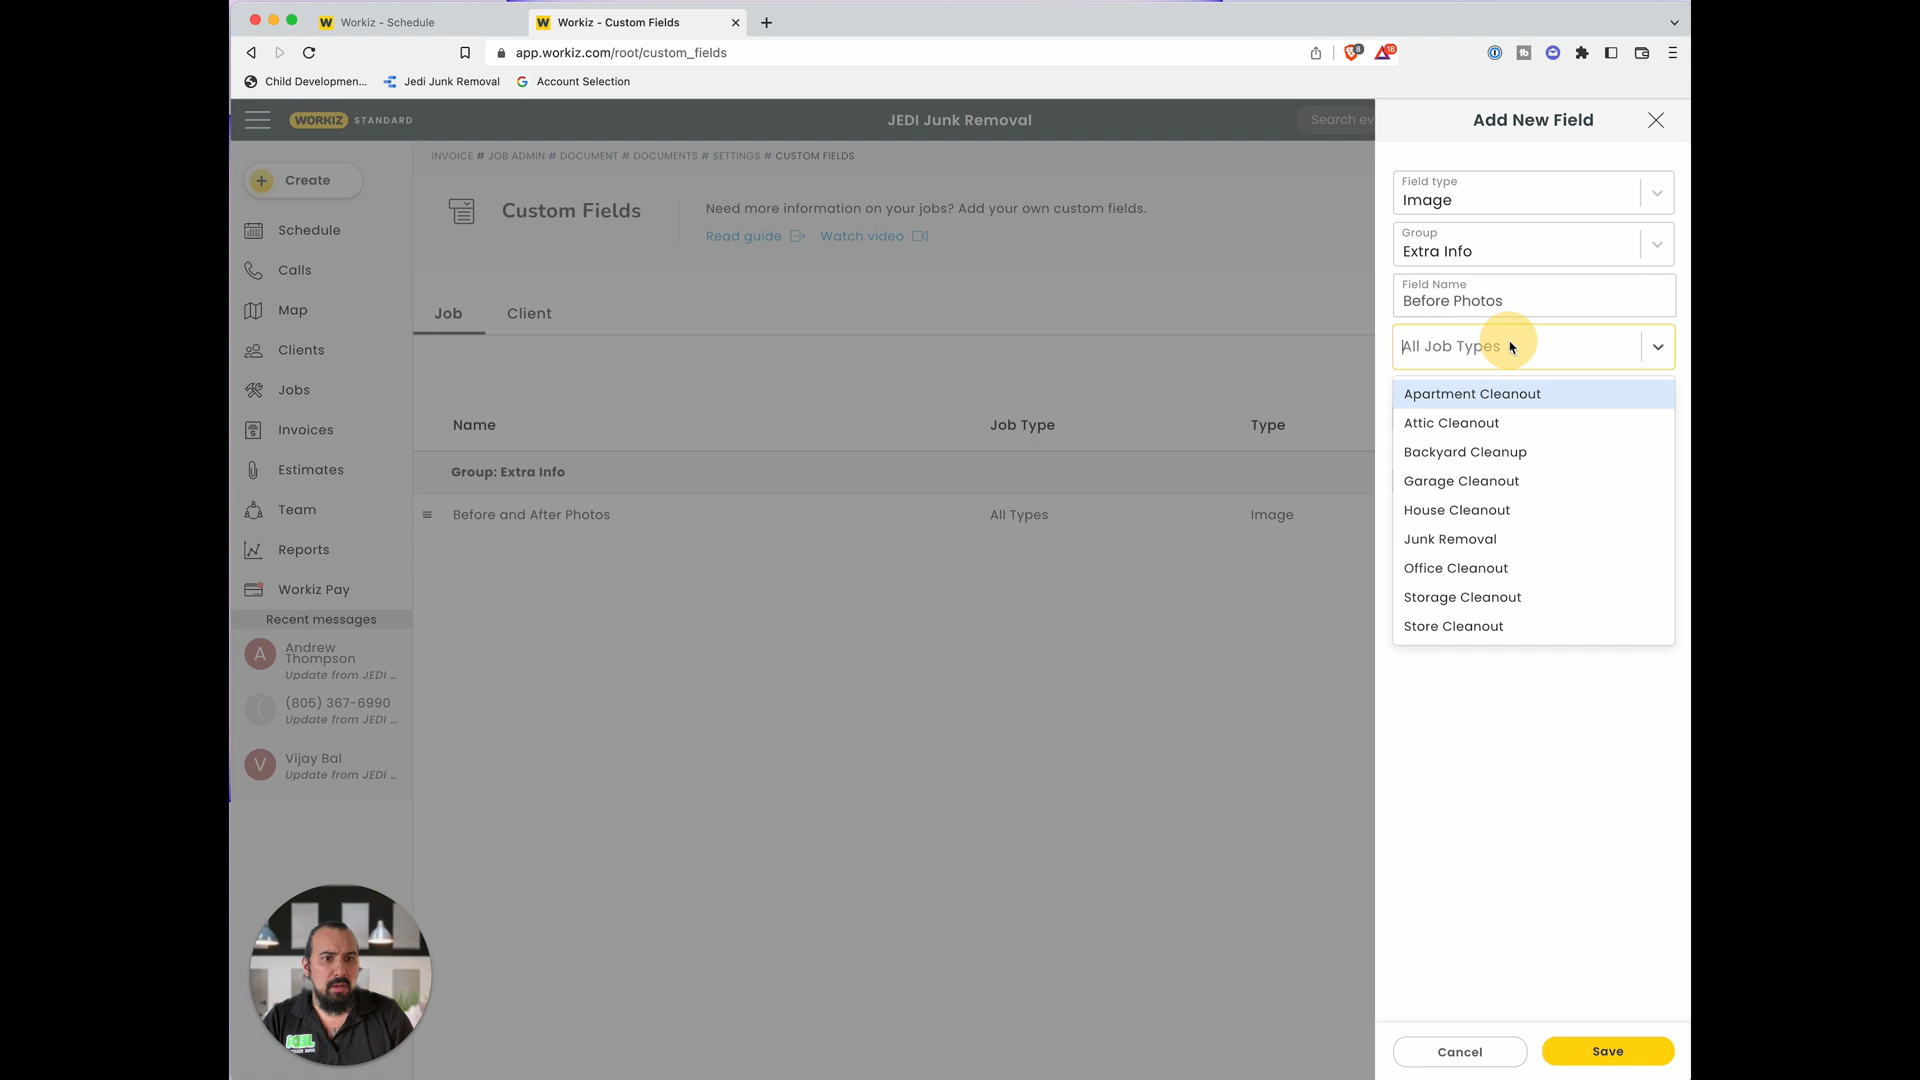 Workiz - Schedule
Workiz - Custom Fields
app.workiz.com/root/custom_fields
8
16
Child Developmen...
Jedi Junk Removal
Account Selection
WORKIZ STANDARD
JEDI Junk Removal
Search ev
Add New Field
INVOICE # JOB ADMIN # DOCUMENT # DOCUMENTS # SETTINGS # CUSTOM FIELDS
Create
Schedule
Calls
Map
Clients
Jobs
Invoices
Estimates
Team
Reports
Workiz Pay
Recent messages
A
Andrew Thompson
Update from JEDI ...
(805) 367-6990
Update from JEDI ...
V
Vijay Bal
Update from JEDI ...
Custom Fields
Need more information on your jobs? Add your own custom fields.
Read guide
Watch video
Job
Client
Name
Job Type
Type
Group: Extra Info
Before and After Photos
All Types
Image
Field type
Image
Group
Extra Info
Field Name
Before Photos
All Job Types
Apartment Cleanout
Attic Cleanout
Backyard Cleanup
Garage Cleanout
House Cleanout
Junk Removal
Office Cleanout
Storage Cleanout
Store Cleanout
Cancel
Save